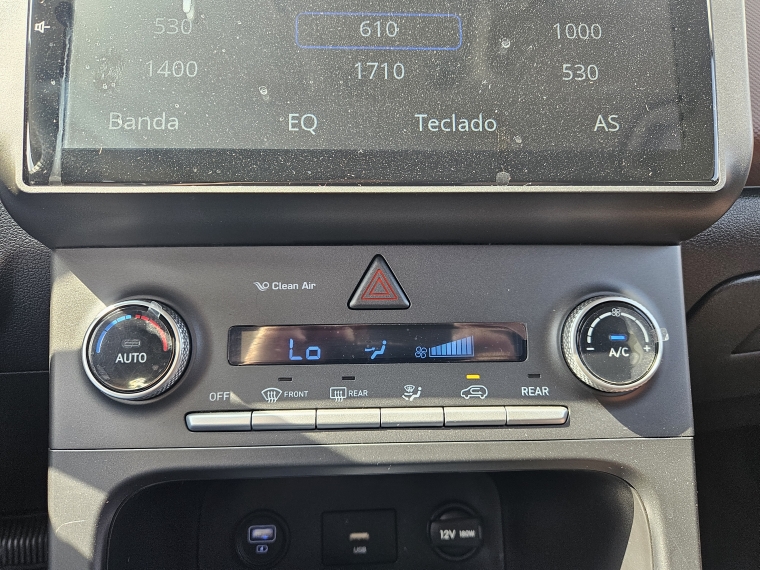 530 610 1000
1400 1710 530
Banda EQ Teclado AS
Clean Air
AUTO Lo - A/C +
OFF FRONT REAR REAR
USB 12V 180W